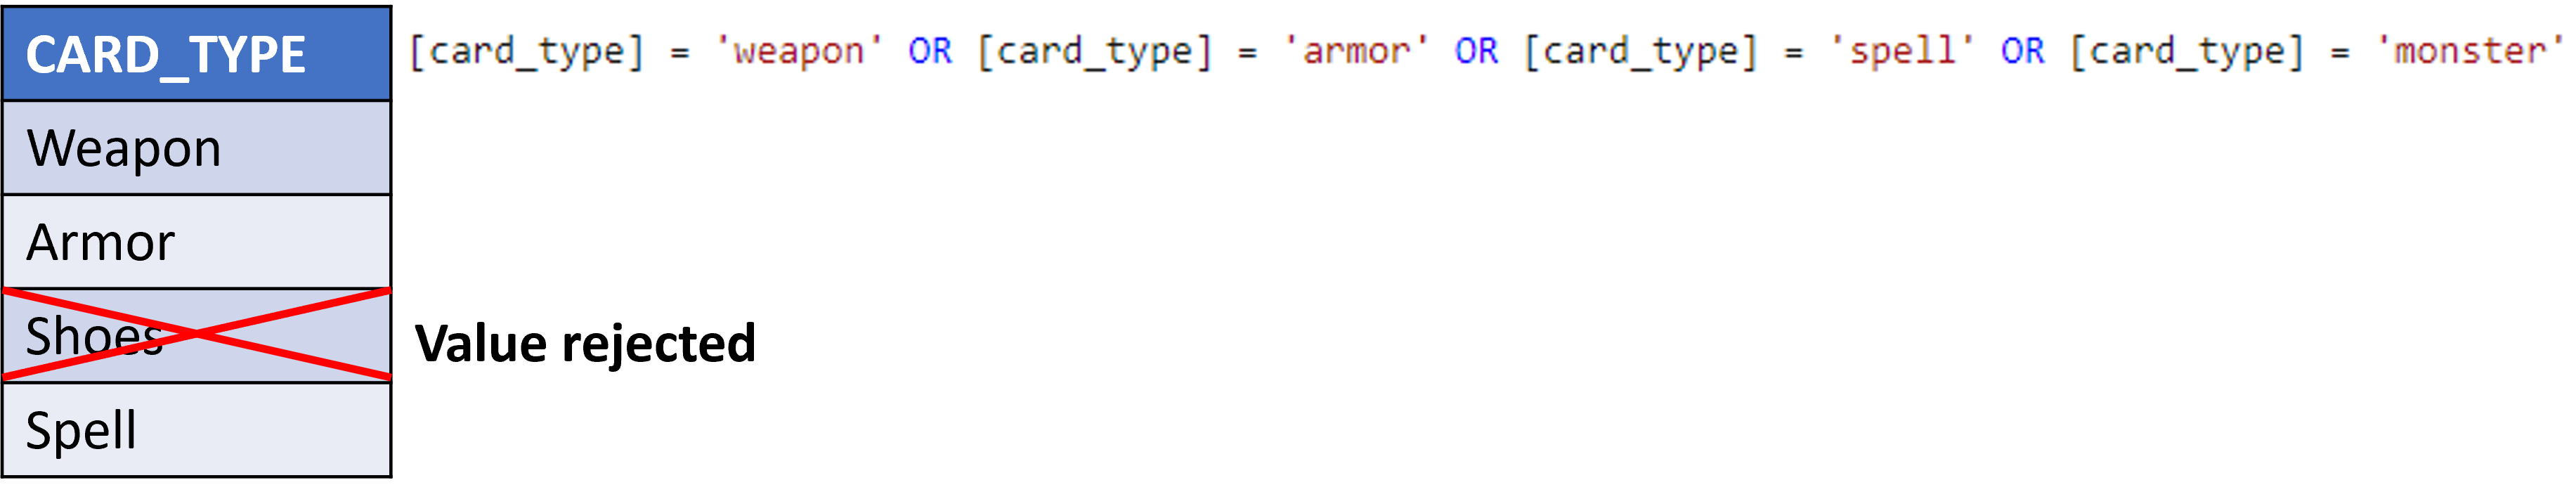 CARD_TYPE
[card_type] = 'weapon' OR [card_type] = 'armor' OR [card_type] = 'spell' OR [card_type] = 'monster'
Weapon
Armor
Shoes
Value rejected
Spell